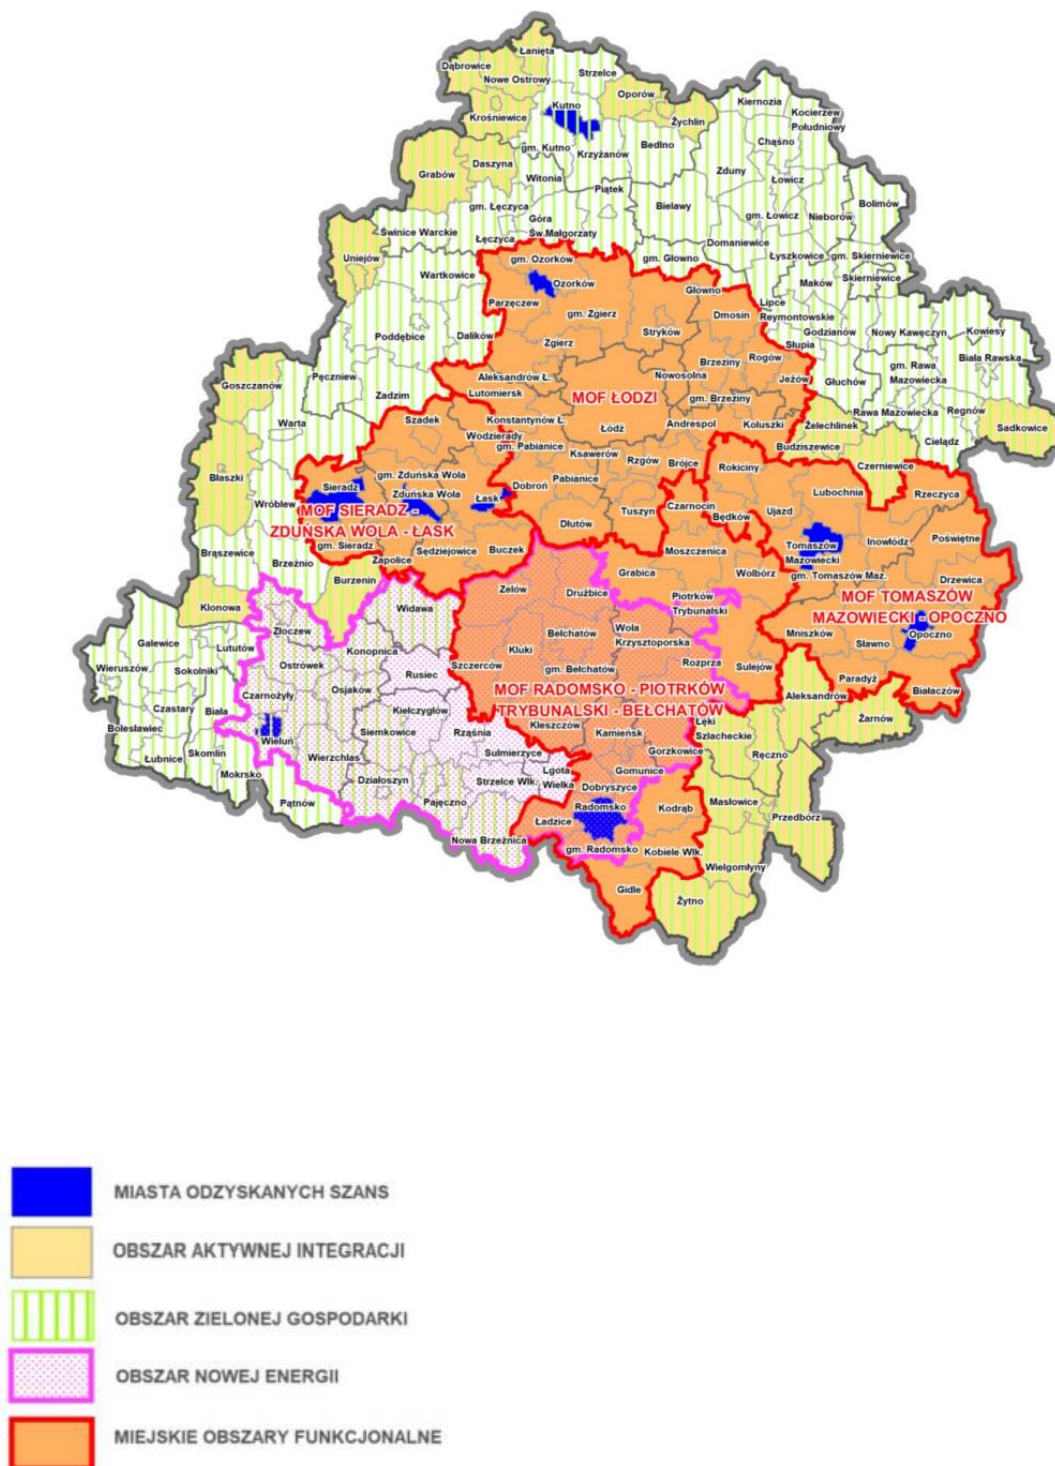 Łanięta
Dąbrowice
Strzelce
Nowe Ostrowy
Oporów
Kutno
Kiernozia
Krośniewice
Żychlin
Kocierzew
Południowy
Bedlno
Chąśno
gm. Kutno
Krzyżanów
Daszyna
Grabów
Witonia
Zduny
Łowicz
Piątek
gm. Łęczyca
Bielawy
Bolimów
Góra
Św.Małgorzaty
gm. Łowicz
Nieborów
Świnice Warckie
Łęczyca
Domaniewice
Uniejów
gm. Ozorków
gm. Głowno
Łyszkowice
gm. Skierniewice
Wartkowice
Ozorków
Skierniewice
Maków
Głowno
Parzęczew
Lipce
Reymontowskie
gm. Zgierz
Dmosin
Poddębice
Dalików
Stryków
Godzianów
Nowy Kawęczyn
Kowiesy
Zgierz
Słupia
Biała Rawska
Brzeziny
Rogów
gm. Rawa
Mazowiecka
Pęczniew
Aleksandrów Ł.
Nowosolna
Jeżów
Głuchów
Goszczanów
Zadzim
Lutomiersk
MOF ŁODZI
gm. Brzeziny
Regnów
Rawa Mazowiecka
Sadkowice
Szadek
Konstantynów Ł.
Andrespol
Koluszki
Żelechlinek
Warta
Łódź
Wodzierady
gm. Pabianice
Budziszewice
Cielądz
Ksawerów
Rzgów
Brójce
Rokiciny
Czerniewice
Błaszki
gm. Zduńska Wola
Sieradz
Zduńska Wola
Łask
Dobroń
Pabianice
Lubochnia
Rzeczyca
Wróblew
MOF SIERADZ -
ZDUŃSKA WOLA - ŁASK
Tuszyn
Czarnocin
Będków
Ujazd
Dłutów
Inowłódz
Poświętne
Tomaszów
Mazowiecki
gm. Sieradz
Brąszewice
Brzeźnio
Zapolice
Sędziejowice
Buczek
Moszczenica
Grabica
Wolbórz
gm. Tomaszów Maz.
Drzewica
Burzenin
Zelów
Drużbice
Piotrków
Trybunalski
MOF TOMASZÓW
MAZOWIECKI - OPOCZNO
Klonowa
Widawa
Złoczew
Bełchatów
Wola
Krzysztoporska
Mniszków
Opoczno
Galewice
Lututów
Konopnica
Kluki
Sławno
Wieruszów
Sokolniki
Ostrówek
Szczerców
gm. Bełchatów
Rozprza
Sulejów
Rusiec
Paradyż
Czarnożyły
Osjaków
MOF RADOMSKO - PIOTRKÓW
TRYBUNALSKI - BEŁCHATÓW
Aleksandrów
Białaczów
Czastary
Biała
Kiełczygłów
Bolesławiec
Kleszczów
Żarnów
Siemkowice
Rząśnia
Kamieńsk
Łęki
Szlacheckie
Wieluń
Łubnice
Skomlin
Wierzchlas
Sulmierzyce
Gorzkowice
Ręczno
Mokrsko
Lgota
Wielka
Gomunice
Działoszyn
Strzelce Wlk.
Dobryszyce
Pątnów
Pajęczno
Radomsko
Kodrąb
Masłowice
Ładzice
Przedbórz
Nowa Brzeźnica
gm. Radomsko
Kobiele Wlk.
Wielgomłyny
Gidle
Żytno
MIASTA ODZYSKANYCH SZANS
OBSZAR AKTYWNEJ INTEGRACJI
OBSZAR ZIELONEJ GOSPODARKI
OBSZAR NOWEJ ENERGII
MIEJSKIE OBSZARY FUNKCJONALNE